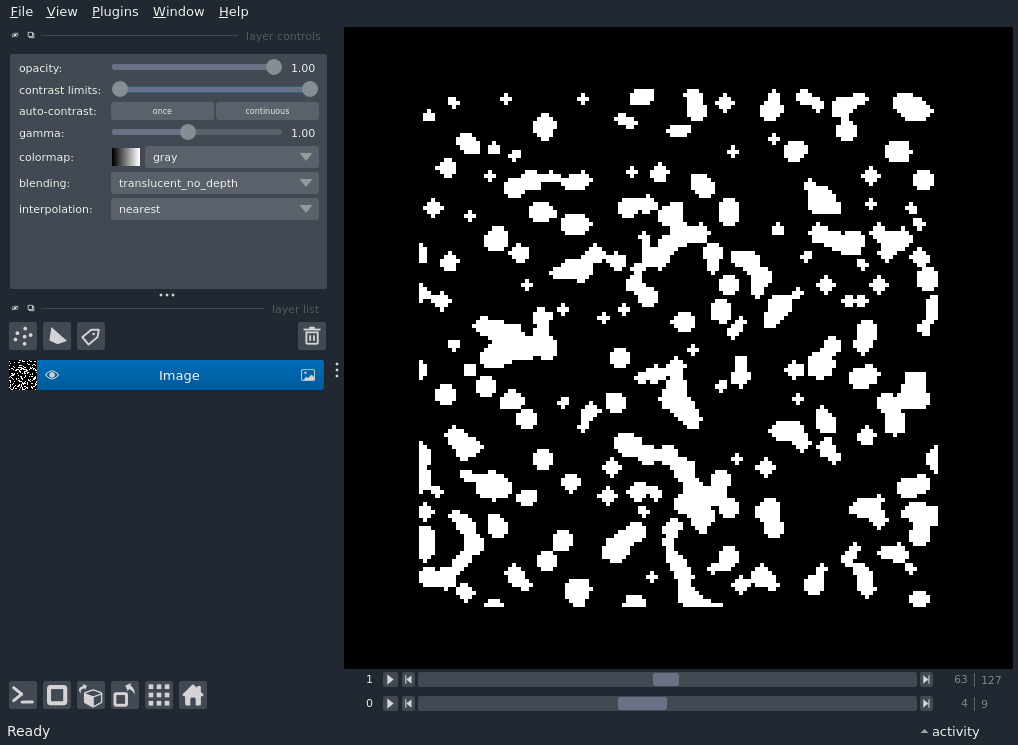 File View Plugins Window Help
layer controls
opacity: 1.00
contrast limits:
auto-contrast: once continuous
gamma: 1.00
colormap: gray
blending: translucent_no_depth
interpolation: nearest
layer list
Image
1 63 127
0 4 9
Ready activity